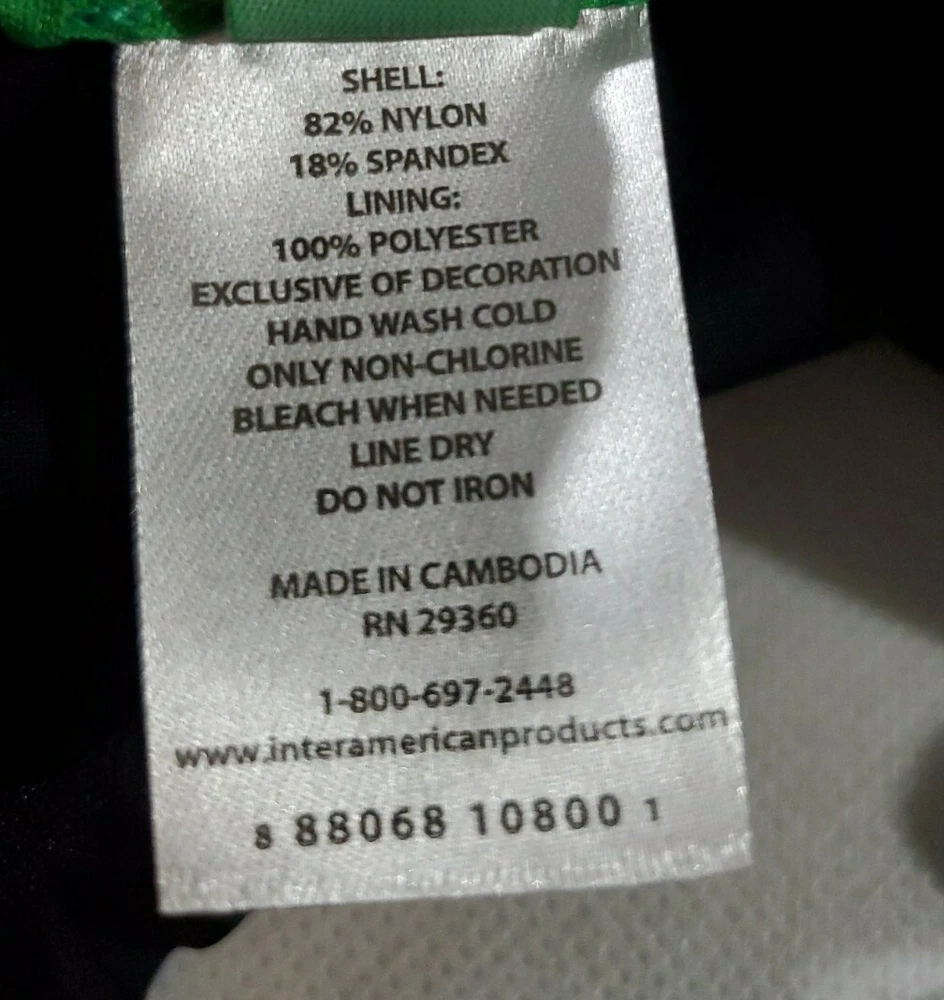 SHELL:
82% NYLON
18% SPANDEX
LINING:
100% POLYESTER
EXCLUSIVE OF DECORATION
HAND WASH COLD
ONLY NON-CHLORINE
BLEACH WHEN NEEDED
LINE DRY
DO NOT IRON
MADE IN CAMBODIA
RN 29360
1-800-697-2448
www.interamericanproducts.com
8 88068 10800 1